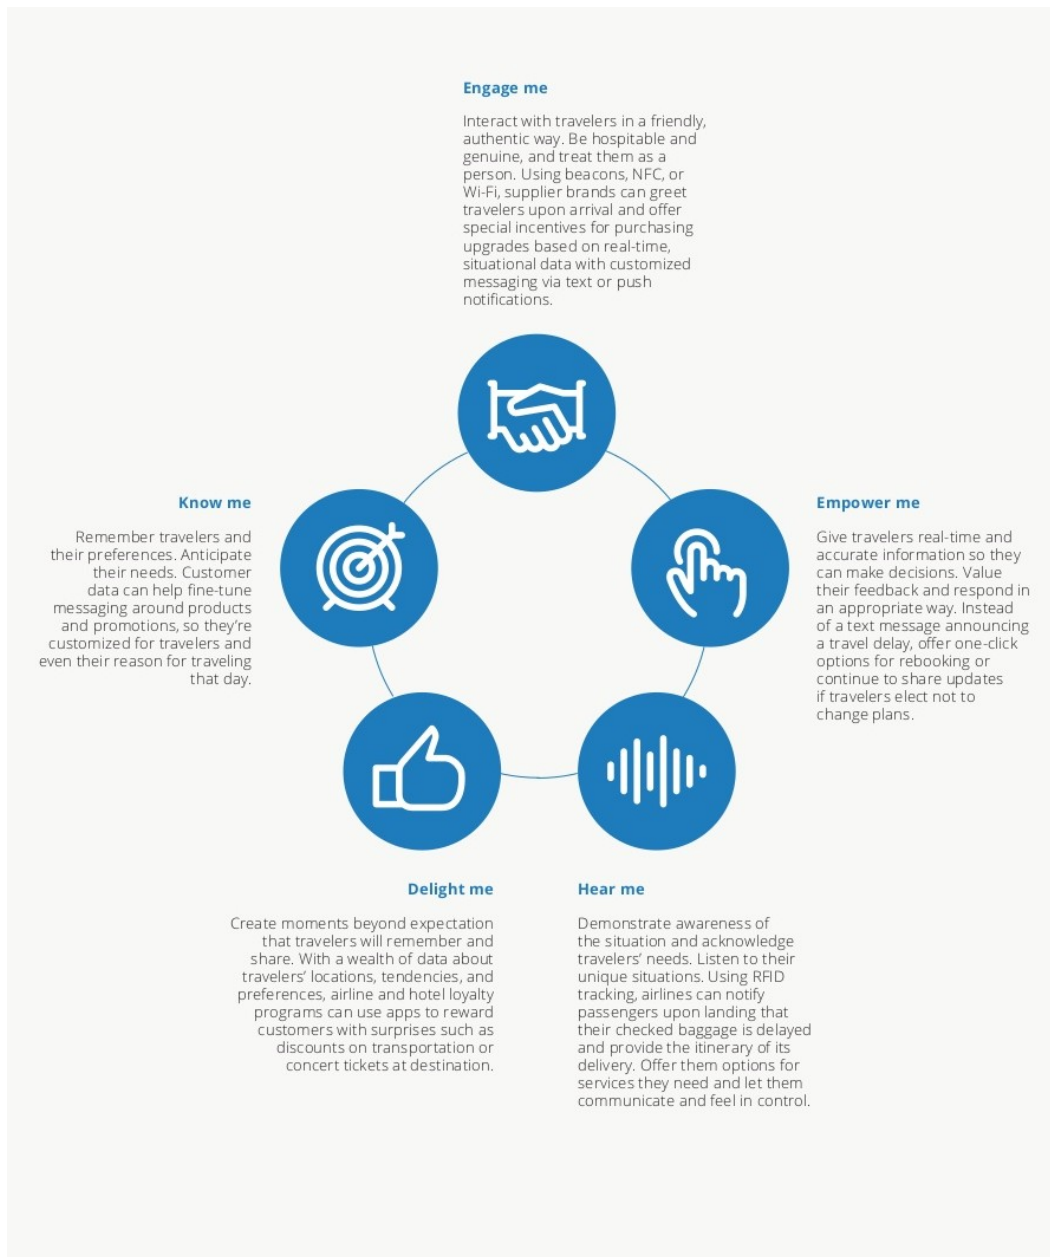 Engage me
Interact with travelers in a friendly,
authentic way. Be hospitable and
genuine, and treat them as a
person. Using beacons, NFC, or
Wi-Fi, supplier brands can greet
travelers upon arrival and offer
special incentives for purchasing
upgrades based on real-time,
situational data with customized
messaging via text or push
notifications.
Know me
Remember travelers and
their preferences. Anticipate
their needs. Customer
data can help fine-tune
messaging around products
and promotions, so they're
customized for travelers and
even their reason for traveling
that day.
Empower me
Give travelers real-time and
accurate information so they
can make decisions. Value
their feedback and respond in
an appropriate way. Instead
of a text message announcing
a travel delay, offer one-click
options for rebooking or
continue to share updates
if travelers elect not to
change plans.
Delight me
Create moments beyond expectation
that travelers will remember and
share. With a wealth of data about
travelers' locations, tendencies, and
preferences, airline and hotel loyalty
programs can use apps to reward
customers with surprises such as
discounts on transportation or
concert tickets at destination.
Hear me
Demonstrate awareness of
the situation and acknowledge
travelers' needs. Listen to their
unique situations. Using RFID
tracking, airlines can notify
passengers upon landing that
their checked baggage is delayed
and provide the itinerary of its
delivery. Offer them options for
services they need and let them
communicate and feel in control.